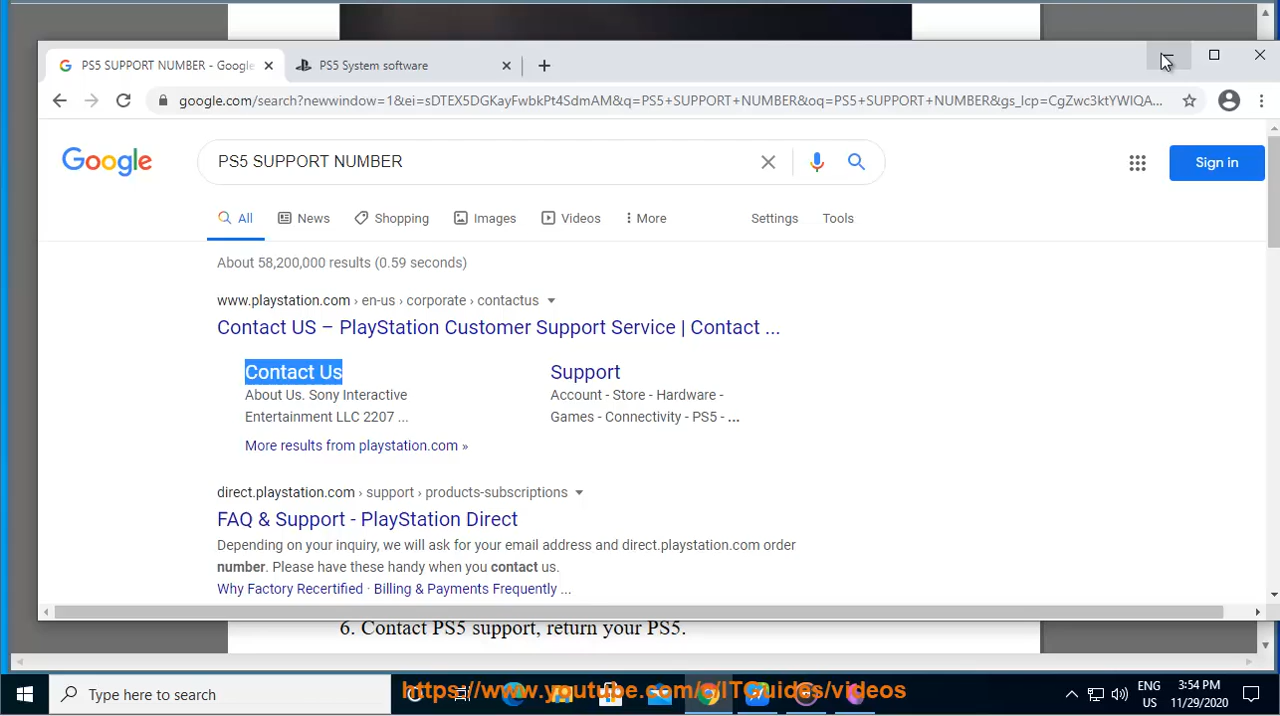 PS5 SUPPORT NUMBER - Google
PS5 System software
google.com/search?newwindow=1&ei=sDTEX5DGKayFwbkPt4SdmAM&q=PS5+SUPPORT+NUMBER&oq=PS5+SUPPORT+NUMBER&gs_lcp=CgZwc3ktYWIQA...
Google
PS5 SUPPORT NUMBER
Sign in
All News Shopping Images Videos More Settings Tools
About 58,200,000 results (0.59 seconds)
www.playstation.com › en-us › corporate › contactus
Contact US – PlayStation Customer Support Service | Contact ...
Contact Us Support
About Us. Sony Interactive Account - Store - Hardware -
Entertainment LLC 2207 ... Games - Connectivity - PS5 - ...
More results from playstation.com »
direct.playstation.com › support › products-subscriptions
FAQ & Support - PlayStation Direct
Depending on your inquiry, we will ask for your email address and direct.playstation.com order
number. Please have these handy when you contact us.
Why Factory Recertified · Billing & Payments Frequently ...
6. Contact PS5 support, return your PS5.
Type here to search
https://www.youtube.com/c/ITGuides/videos
ENG
US
3:54 PM
11/29/2020